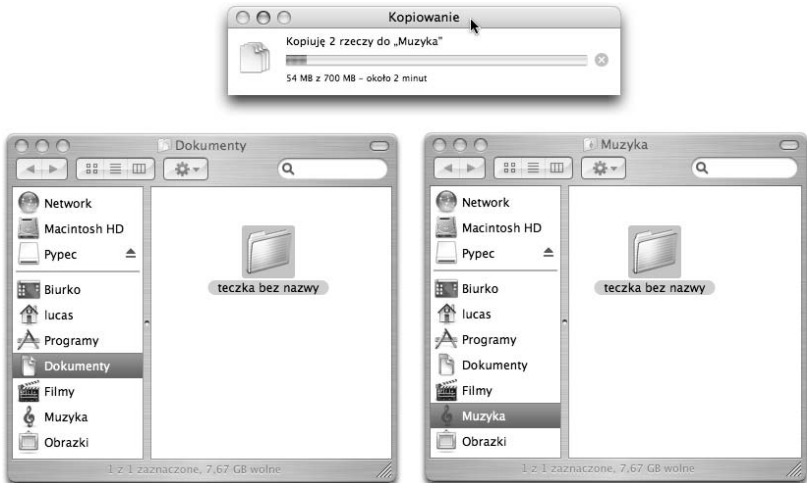 Kopiowanie
Kopiuję 2 rzeczy do „Muzyka”
54 MB z 700 MB – około 2 minut
Dokumenty
Network
Macintosh HD
Pypec
Biurko
lucas
Programy
Dokumenty
Filmy
Muzyka
Obrazki
teczka bez nazwy
1 z 1 zaznaczone, 7,67 GB wolne
Muzyka
Network
Macintosh HD
Pypec
Biurko
lucas
Programy
Dokumenty
Filmy
Muzyka
Obrazki
teczka bez nazwy
1 z 1 zaznaczone, 7,67 GB wolne